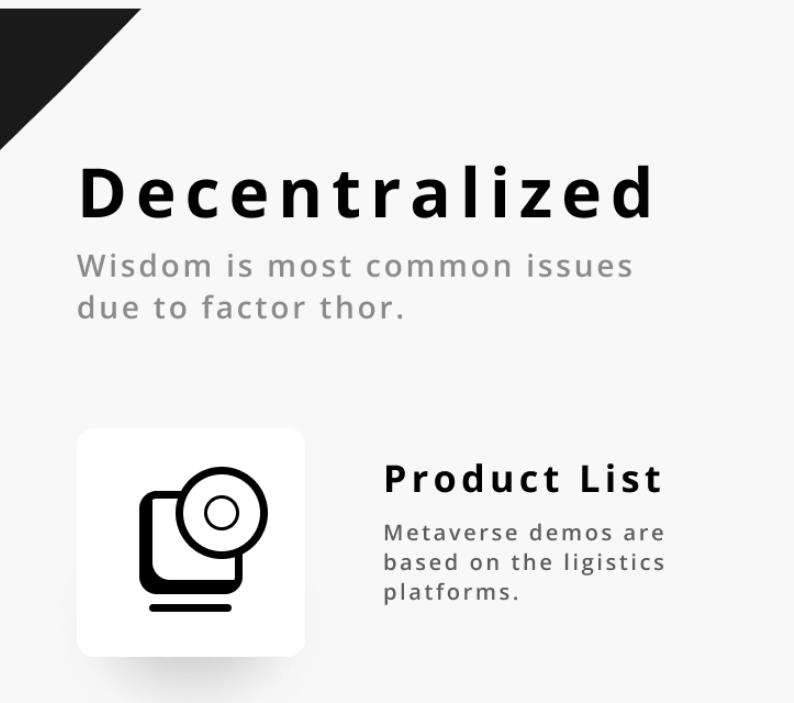 Decentralized
Wisdom is most common issues
due to factor thor.
Product List
Metaverse demos are
based on the ligistics
platforms.